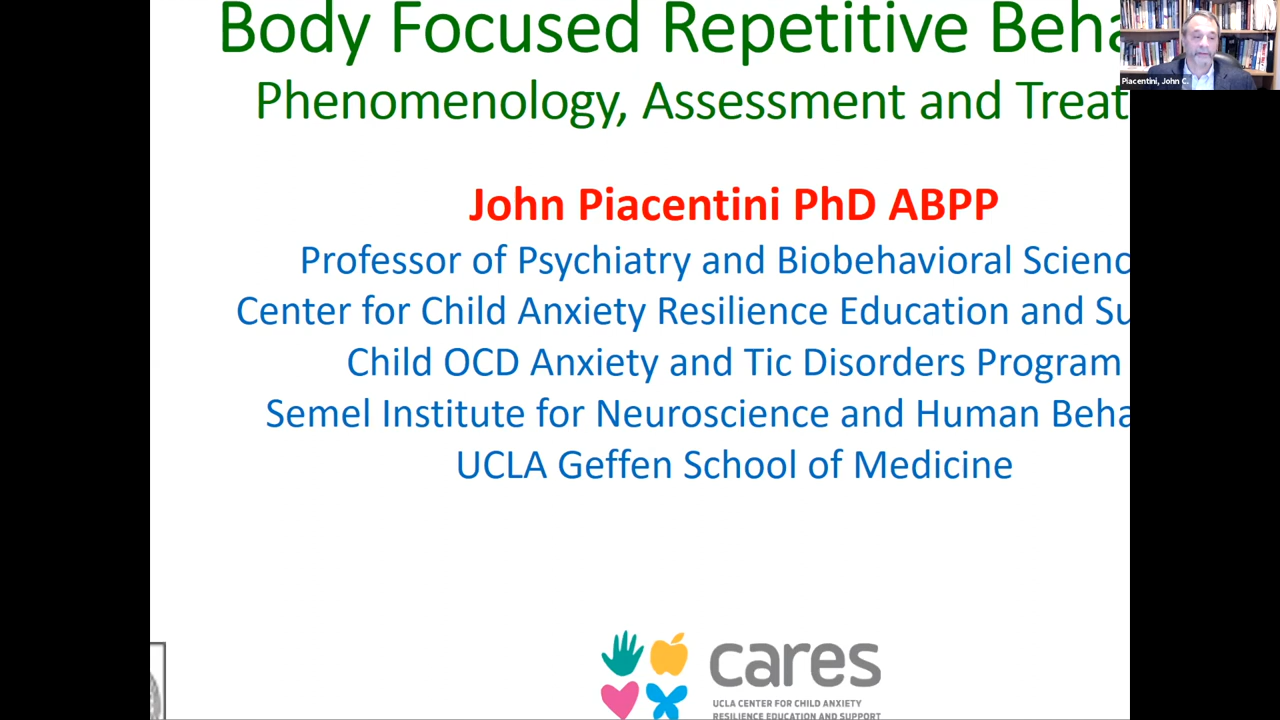 Body Focused Repetitive Beha
Phenomenology, Assessment and Treat
Piacentini, John C.
John Piacentini PhD ABPP
Professor of Psychiatry and Biobehavioral Scienc
Center for Child Anxiety Resilience Education and Su
Child OCD Anxiety and Tic Disorders Program
Semel Institute for Neuroscience and Human Beha
UCLA Geffen School of Medicine
cares
UCLA CENTER FOR CHILD ANXIETY
RESILIENCE EDUCATION AND SUPPORT